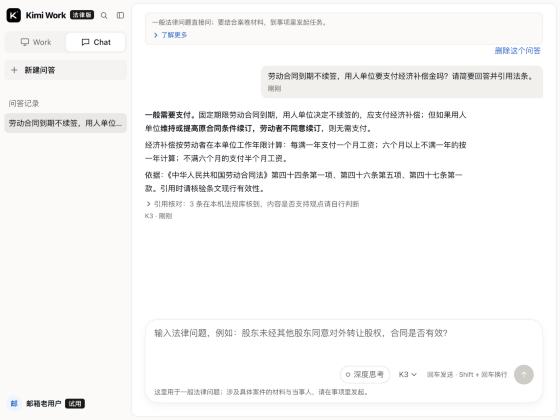 Kimi Work 法律版
Work
Chat
新建问答
问答记录
劳动合同到期不续签，用人单位...
邮 邮箱老用户 试用
一般法律问题直接问；要结合案卷材料、到事项里发起任务。
了解更多
删除这个问答
劳动合同到期不续签，用人单位要支付经济补偿金吗？请简要回答并引用法条。
刚刚
一般需要支付。固定期限劳动合同到期，用人单位决定不续签的，应支付经济补偿；但如果用人
单位维持或提高原合同条件续订，劳动者不同意续订，则无需支付。
经济补偿按劳动者在本单位工作年限计算：每满一年支付一个月工资；六个月以上不满一年的按
一年计算；不满六个月的支付半个月工资。
依据：《中华人民共和国劳动合同法》第四十四条第一项、第四十六条第五项、第四十七条第一
款。引用时请核验条文现行有效性。
引用核对：3 条在本机法规库核到，内容是否支持观点请自行判断
K3 · 刚刚
输入法律问题，例如：股东未经其他股东同意对外转让股权，合同是否有效？
深度思考
K3
回车发送 · Shift + 回车换行
这里用于一般法律问题；涉及具体案件的材料与当事人，请在事项里发起。